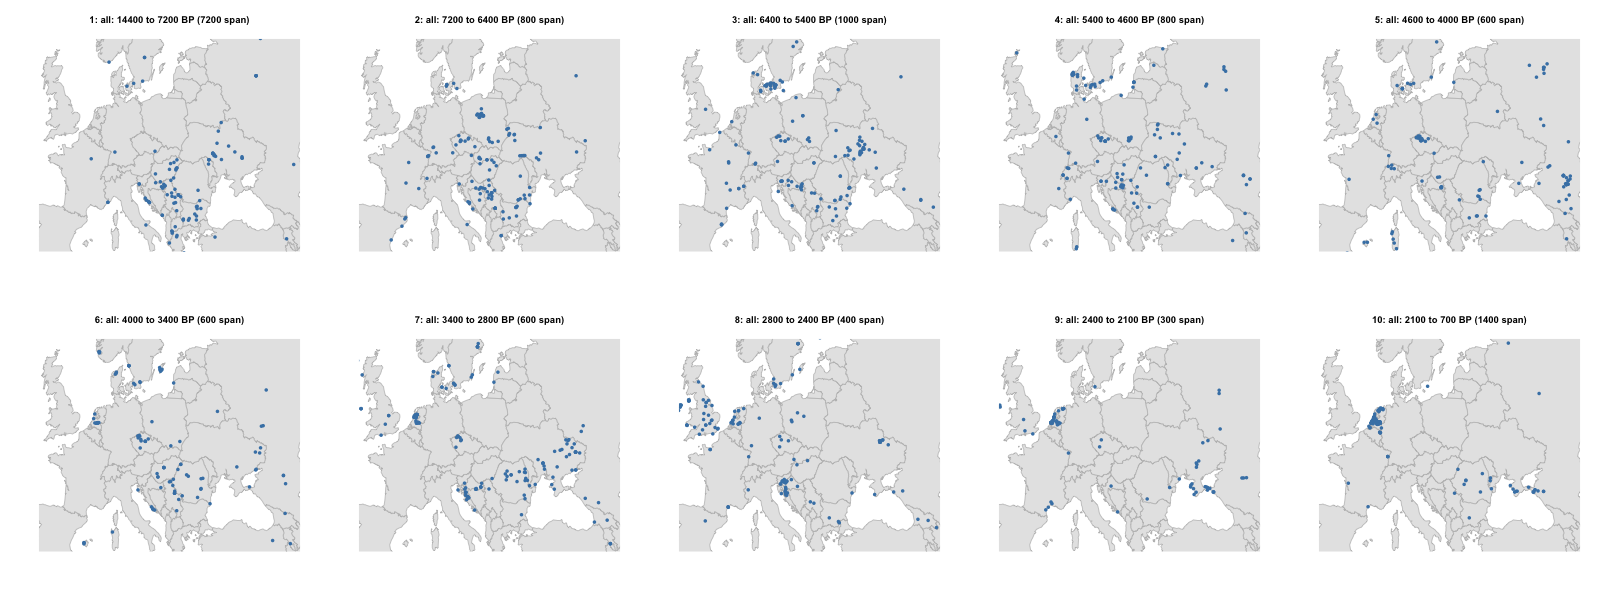 1: all: 14400 to 7200 BP (7200 span)
2: all: 7200 to 6400 BP (800 span)
3: all: 6400 to 5400 BP (1000 span)
4: all: 5400 to 4600 BP (800 span)
5: all: 4600 to 4000 BP (600 span)
6: all: 4000 to 3400 BP (600 span)
7: all: 3400 to 2800 BP (600 span)
8: all: 2800 to 2400 BP (400 span)
9: all: 2400 to 2100 BP (300 span)
10: all: 2100 to 700 BP (1400 span)